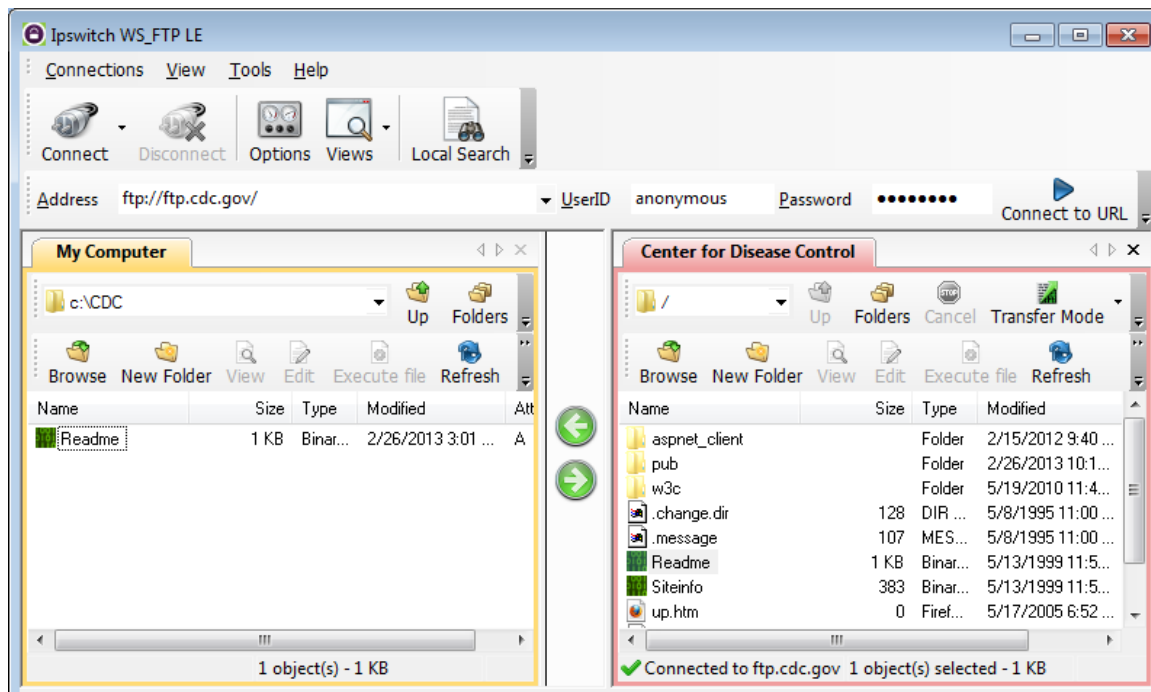 Ipswitch WS_FTP LE
Connections View Tools Help
Connect Disconnect Options Views Local Search
Address ftp://ftp.cdc.gov/ UserID anonymous Password ●●●●●●●● Connect to URL
My Computer
c:\CDC Up Folders
Browse New Folder View Edit Execute file Refresh
Name Size Type Modified Att
Readme 1 KB Binar... 2/26/2013 3:01 ... A
1 object(s) - 1 KB
Center for Disease Control
/ Up Folders STOP Cancel Transfer Mode
Browse New Folder View Edit Execute file Refresh
Name Size Type Modified
aspnet_client Folder 2/15/2012 9:40 ...
pub Folder 2/26/2013 10:1...
w3c Folder 5/19/2010 11:4...
.change.dir 128 DIR ... 5/8/1995 11:00 ...
.message 107 MES... 5/8/1995 11:00 ...
Readme 1 KB Binar... 5/13/1999 11:5...
Siteinfo 383 Binar... 5/13/1999 11:5...
up.htm 0 Firef... 5/17/2005 6:52 ...
Connected to ftp.cdc.gov 1 object(s) selected - 1 KB